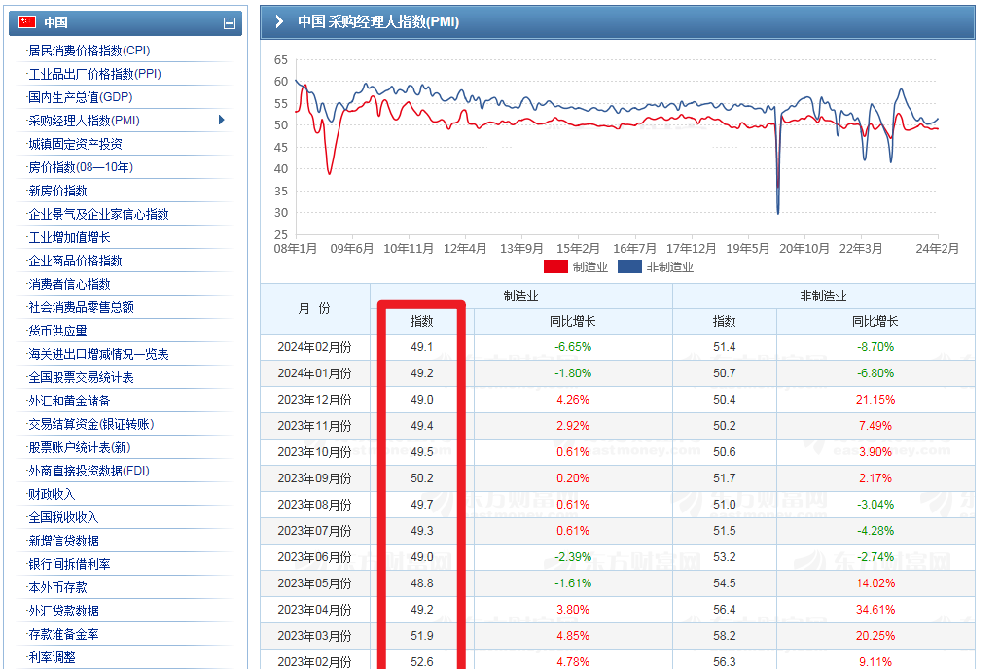 中国
·居民消费价格指数(CPI)
·工业品出厂价格指数(PPI)
·国内生产总值(GDP)
·采购经理人指数(PMI)
·城镇固定资产投资
·房价指数(08—10年)
·新房价指数
·企业景气及企业家信心指数
·工业增加值增长
·企业商品价格指数
·消费者信心指数
·社会消费品零售总额
·货币供应量
·海关进出口增减情况一览表
·全国股票交易统计表
·外汇和黄金储备
·交易结算资金(银证转账)
·股票账户统计表(新)
·外商直接投资数据(FDI)
·财政收入
·全国税收收入
·新增信贷数据
·银行间拆借利率
·本外币存款
·外汇贷款数据
·存款准备金率
·利率调整
中国 采购经理人指数(PMI)
65
60
55
50
45
40
35
30
25
08年1月 09年6月 10年11月 12年4月 13年9月 15年2月 16年7月 17年12月 19年5月 20年10月 22年3月 24年2月
制造业 非制造业
月 份 制造业 非制造业
指数 同比增长 指数 同比增长
2024年02月份 49.1 -6.65% 51.4 -8.70%
2024年01月份 49.2 -1.80% 50.7 -6.80%
2023年12月份 49.0 4.26% 50.4 21.15%
2023年11月份 49.4 2.92% 50.2 7.49%
2023年10月份 49.5 0.61% 50.6 3.90%
2023年09月份 50.2 0.20% 51.7 2.17%
2023年08月份 49.7 0.61% 51.0 -3.04%
2023年07月份 49.3 0.61% 51.5 -4.28%
2023年06月份 49.0 -2.39% 53.2 -2.74%
2023年05月份 48.8 -1.61% 54.5 14.02%
2023年04月份 49.2 3.80% 56.4 34.61%
2023年03月份 51.9 4.85% 58.2 20.25%
2023年02月份 52.6 4.78% 56.3 9.11%